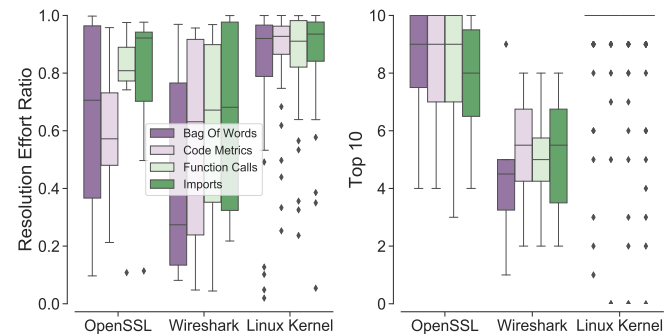 Resolution Effort Ratio
1.0
0.8
0.6
0.4
0.2
0.0
Bag Of Words
Code Metrics
Function Calls
Imports
OpenSSL Wireshark Linux Kernel
Top 10
10
8
6
4
2
0
OpenSSL Wireshark Linux Kernel